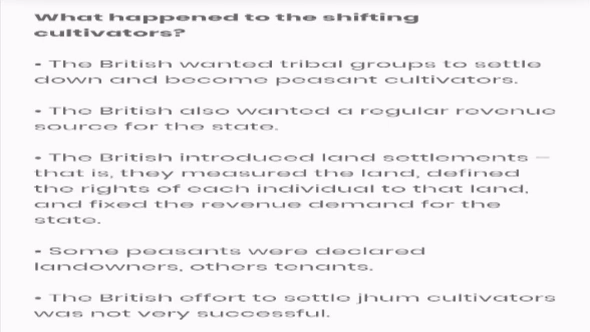 What happened to the shifting
cultivators?
• The British wanted tribal groups to settle
down and become peasant cultivators.
• The British also wanted a regular revenue
source for the state.
• The British introduced land settlements –
that is, they measured the land, defined
the rights of each individual to that land,
and fixed the revenue demand for the
state.
• Some peasants were declared
landowners, others tenants.
• The British effort to settle jhum cultivators
was not very successful.